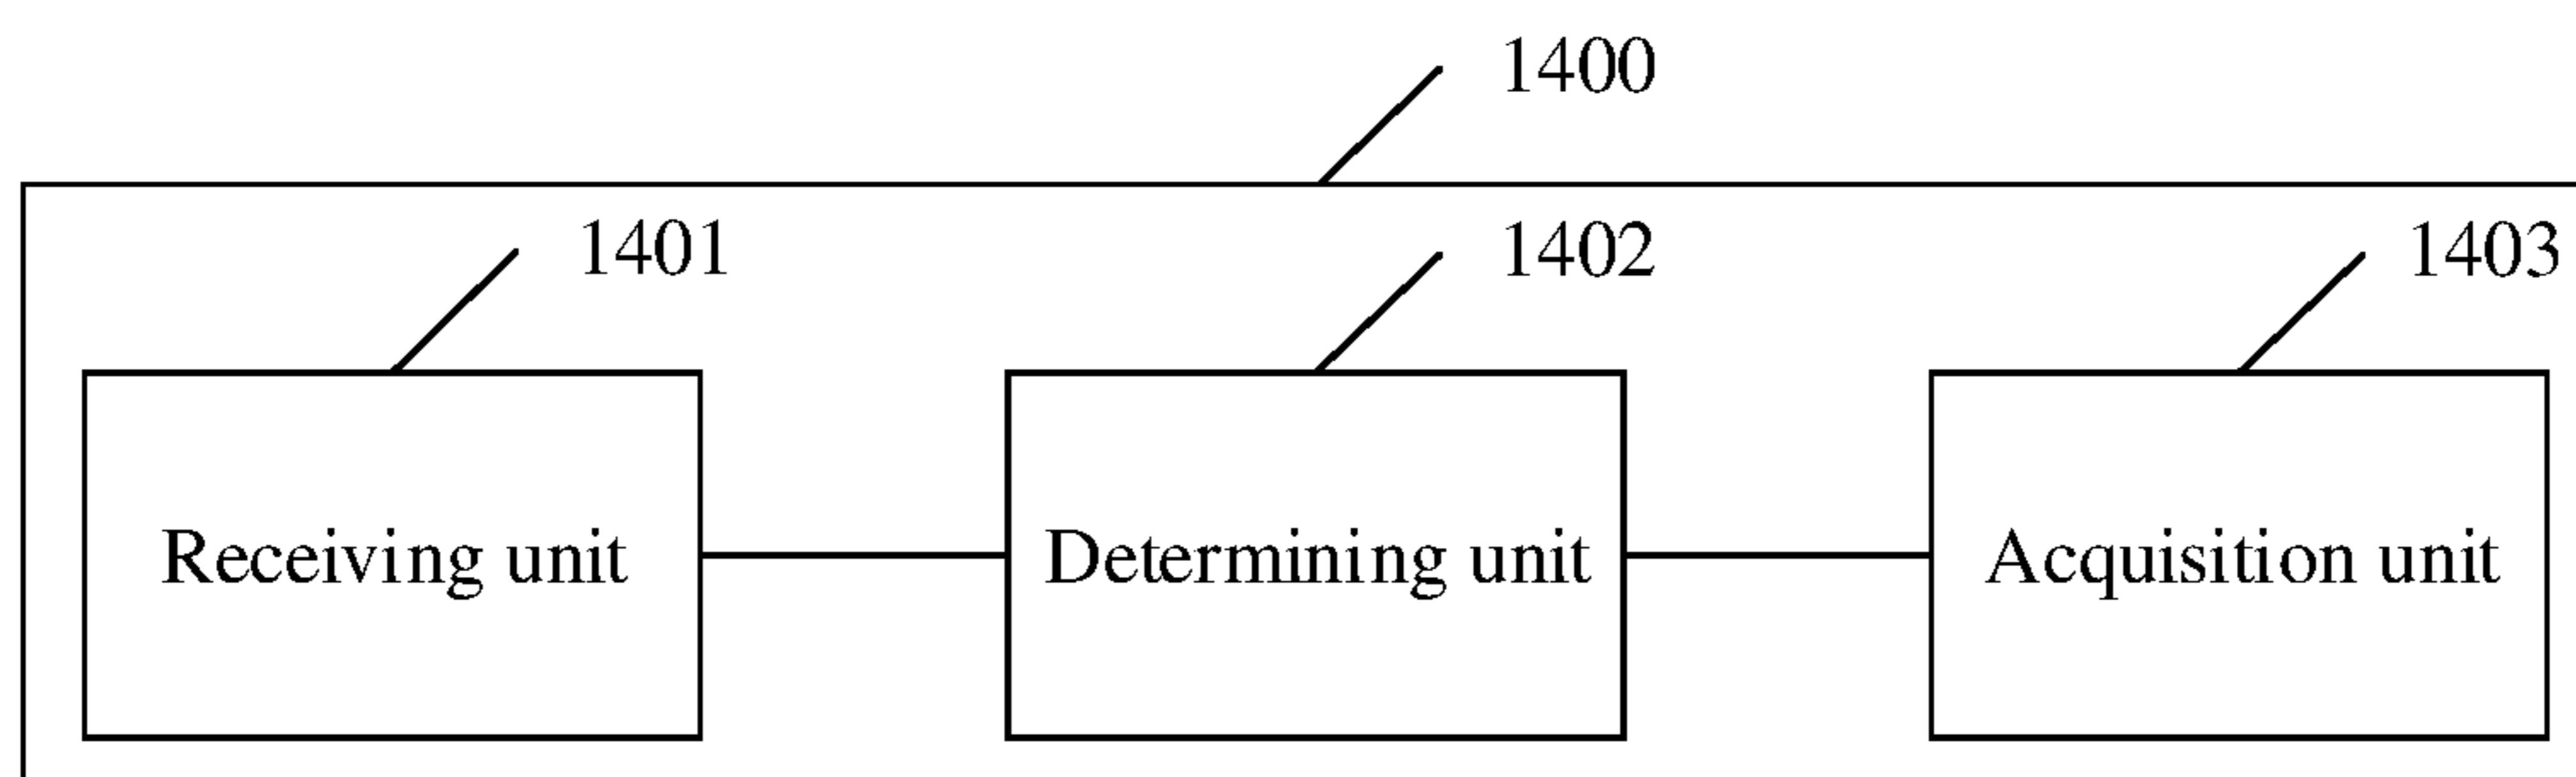 1400
1401
1402
1403
Receiving unit
Determining unit
Acquisition unit